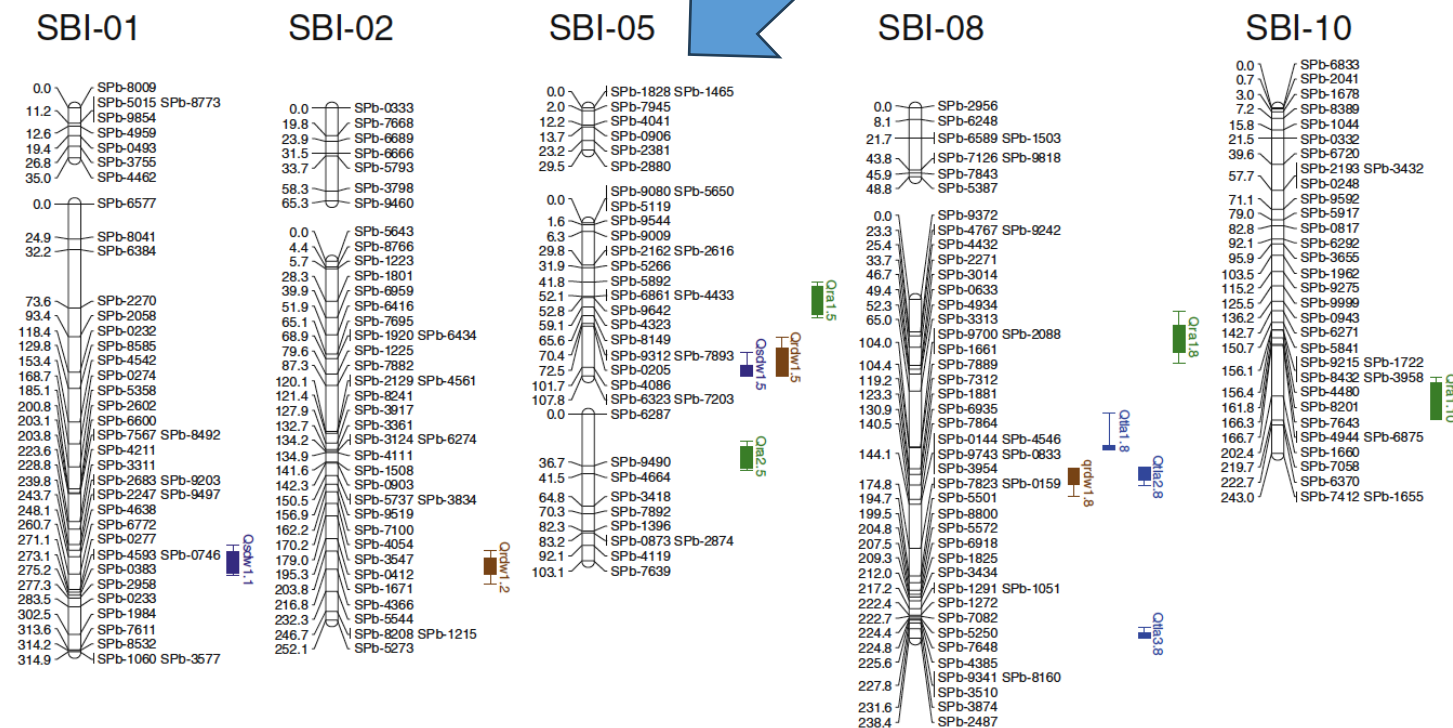 SBI-01
0.0 SPb-8009
SPb-5015 SPb-8773
11.2 SPb-9854
12.6 SPb-4959
19.4 SPb-0493
26.8 SPb-3755
35.0 SPb-4462
0.0 SPb-6577
24.9 SPb-8041
32.2 SPb-6384
73.6 SPb-2270
93.4 SPb-2058
118.4 SPb-0232
129.8 SPb-8585
153.4 SPb-4542
168.7 SPb-0274
185.1 SPb-5358
200.8 SPb-2602
203.1 SPb-6600
203.8 SPb-7567 SPb-8492
223.6 SPb-4211
228.8 SPb-3311
239.8 SPb-2683 SPb-9203
243.7 SPb-2247 SPb-9497
248.1 SPb-4638
260.7 SPb-6772
271.1 SPb-0277
273.1 SPb-4593 SPb-0746
275.2 SPb-0383
277.3 SPb-2958
283.5 SPb-0233
302.5 SPb-1984
313.6 SPb-7611
314.2 SPb-8532
314.9 SPb-1060 SPb-3577
Qsdw1.1
SBI-02
0.0 SPb-0333
19.8 SPb-7668
23.9 SPb-6689
31.5 SPb-6666
33.7 SPb-5793
58.3 SPb-3798
65.3 SPb-9460
0.0 SPb-5643
4.4 SPb-8766
5.7 SPb-1223
28.3 SPb-1801
39.9 SPb-6959
51.9 SPb-6416
65.1 SPb-7695
68.9 SPb-1920 SPb-6434
79.6 SPb-1225
87.3 SPb-7882
120.1 SPb-2129 SPb-4561
121.4 SPb-8241
127.9 SPb-3917
132.7 SPb-3361
134.2 SPb-3124 SPb-6274
134.9 SPb-4111
141.6 SPb-1508
142.3 SPb-0903
150.5 SPb-5737 SPb-3834
156.9 SPb-9519
162.2 SPb-7100
170.2 SPb-4054
179.0 SPb-3547
195.3 SPb-0412
203.8 SPb-1671
216.8 SPb-4366
232.3 SPb-5544
246.7 SPb-8208 SPb-1215
252.1 SPb-5273
Qrdw1.2
SBI-05
0.0 SPb-1828 SPb-1465
2.0 SPb-7945
12.2 SPb-4041
13.7 SPb-0906
23.2 SPb-2381
29.5 SPb-2880
SPb-9080 SPb-5650
0.0 SPb-5119
1.6 SPb-9544
6.3 SPb-9009
29.8 SPb-2162 SPb-2616
31.9 SPb-5266
41.8 SPb-5892
52.1 SPb-6861 SPb-4433
52.8 SPb-9642
59.1 SPb-4323
65.6 SPb-8149
70.4 SPb-9312 SPb-7893
72.5 SPb-0205
101.7 SPb-4086
107.8 SPb-6323 SPb-7203
0.0 SPb-6287
36.7 SPb-9490
41.5 SPb-4664
64.8 SPb-3418
70.3 SPb-7892
82.3 SPb-1396
83.2 SPb-0873 SPb-2874
92.1 SPb-4119
103.1 SPb-7639
Qra1.5
Qsdw1.5
Qrdw1.5
Qra2.5
SBI-08
0.0 SPb-2956
8.1 SPb-6248
21.7 SPb-6589 SPb-1503
43.8 SPb-7126 SPb-9818
45.9 SPb-7843
48.8 SPb-5387
0.0 SPb-9372
23.3 SPb-4767 SPb-9242
25.4 SPb-4432
33.7 SPb-2271
46.7 SPb-3014
49.4 SPb-0633
52.3 SPb-4934
65.0 SPb-3313
SPb-9700 SPb-2088
104.0 SPb-1661
104.4 SPb-7889
119.2 SPb-7312
123.3 SPb-1881
130.9 SPb-6935
140.5 SPb-7864
SPb-0144 SPb-4546
144.1 SPb-9743 SPb-0833
SPb-3954
174.8 SPb-7823 SPb-0159
194.7 SPb-5501
199.5 SPb-8800
204.8 SPb-5572
207.5 SPb-6918
209.3 SPb-1825
212.0 SPb-3434
217.2 SPb-1291 SPb-1051
222.4 SPb-1272
222.7 SPb-7082
224.4 SPb-5250
224.8 SPb-7648
225.6 SPb-4385
SPb-9341 SPb-8160
227.8 SPb-3510
231.6 SPb-3874
238.4 SPb-2487
Qra1.8
Qtla1.8
qrdw1.8
Qtla2.8
Qtla3.8
SBI-10
0.0 SPb-6833
0.7 SPb-2041
3.0 SPb-1678
7.2 SPb-8389
15.8 SPb-1044
21.5 SPb-0332
39.6 SPb-6720
SPb-2193 SPb-3432
57.7 SPb-0248
71.1 SPb-9592
79.0 SPb-5917
82.8 SPb-0817
92.1 SPb-6292
95.9 SPb-3655
103.5 SPb-1962
115.2 SPb-9275
125.5 SPb-9999
136.2 SPb-0943
142.7 SPb-6271
150.7 SPb-5841
SPb-9215 SPb-1722
156.1 SPb-8432 SPb-3958
156.4 SPb-4480
161.8 SPb-8201
166.3 SPb-7643
166.7 SPb-4944 SPb-6875
202.4 SPb-1660
219.7 SPb-7058
222.7 SPb-6370
243.0 SPb-7412 SPb-1655
Qra1.10